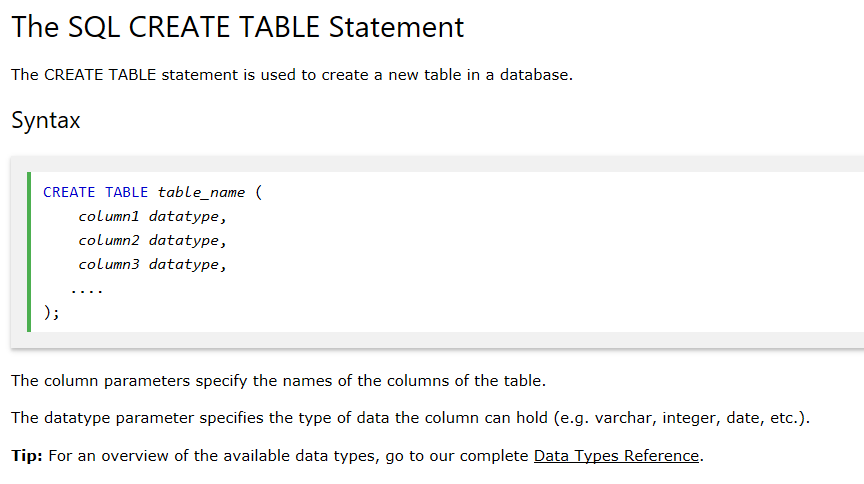 The SQL CREATE TABLE Statement
The CREATE TABLE statement is used to create a new table in a database.
Syntax
CREATE TABLE table_name (
    column1 datatype,
    column2 datatype,
    column3 datatype,
   ....
);
The column parameters specify the names of the columns of the table.
The datatype parameter specifies the type of data the column can hold (e.g. varchar, integer, date, etc.).
Tip: For an overview of the available data types, go to our complete Data Types Reference.